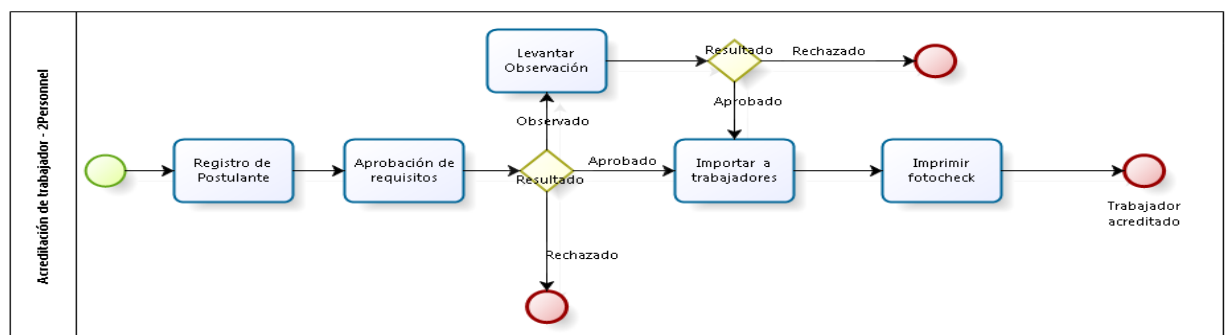 Acreditación de trabajador - 2Personnel
Levantar
Observación
Resultado
Rechazado
Aprobado
Observado
Registro de
Postulante
Aprobación de
requisitos
Resultado
Aprobado
Importar a
trabajadores
Imprimir
fotocheck
Trabajador
acreditado
Rechazado